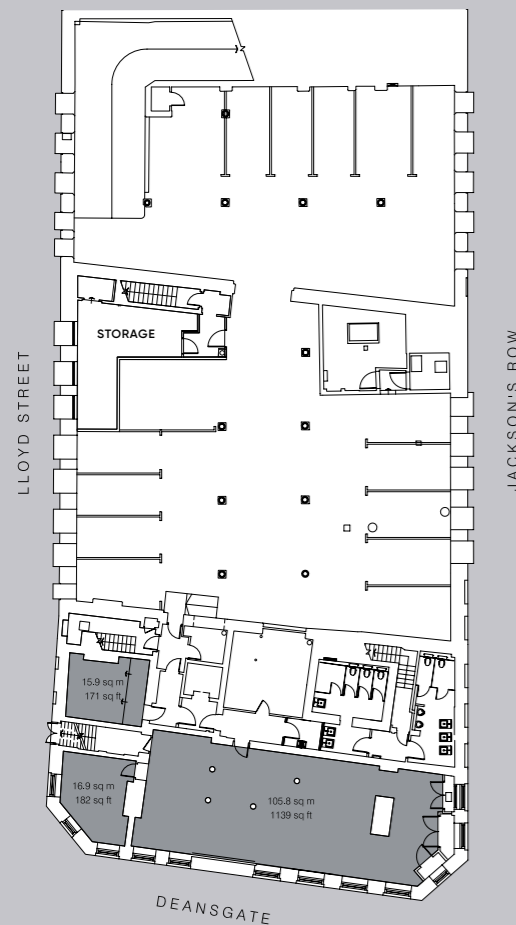 STORAGE
LLOYD STREET
JACKSON'S ROW
15.9 sq m
171 sq ft
16.9 sq m
182 sq ft
105.8 sq m
1139 sq ft
DEANSGATE